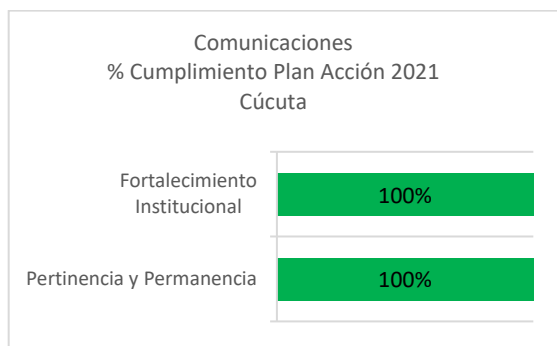 Comunicaciones
% Cumplimiento Plan Acción 2021
Cúcuta
Fortalecimiento
Institucional
100%
Pertinencia y Permanencia
100%